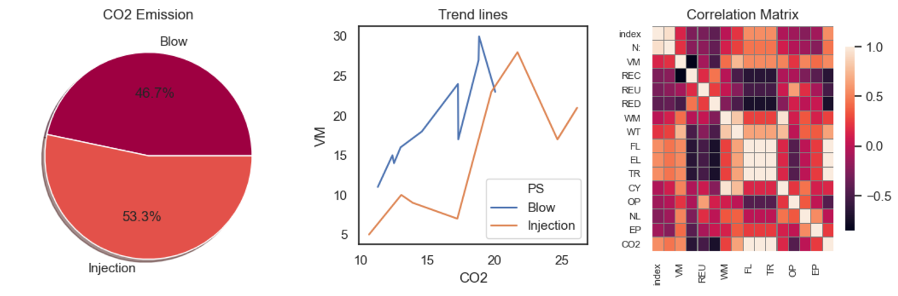 CO2 Emission
Blow
46.7%
53.3%
Injection
Trend lines
VM
30
25
20
15
10
5
10 15 20 25
CO2
PS
Blow
Injection
Correlation Matrix
index
N:
VM
REC
REU
RED
WM
WT
FL
EL
TR
CY
OP
NL
EP
CO2
index VM REU WM FL TR OP EP
1.0
0.5
0.0
−0.5